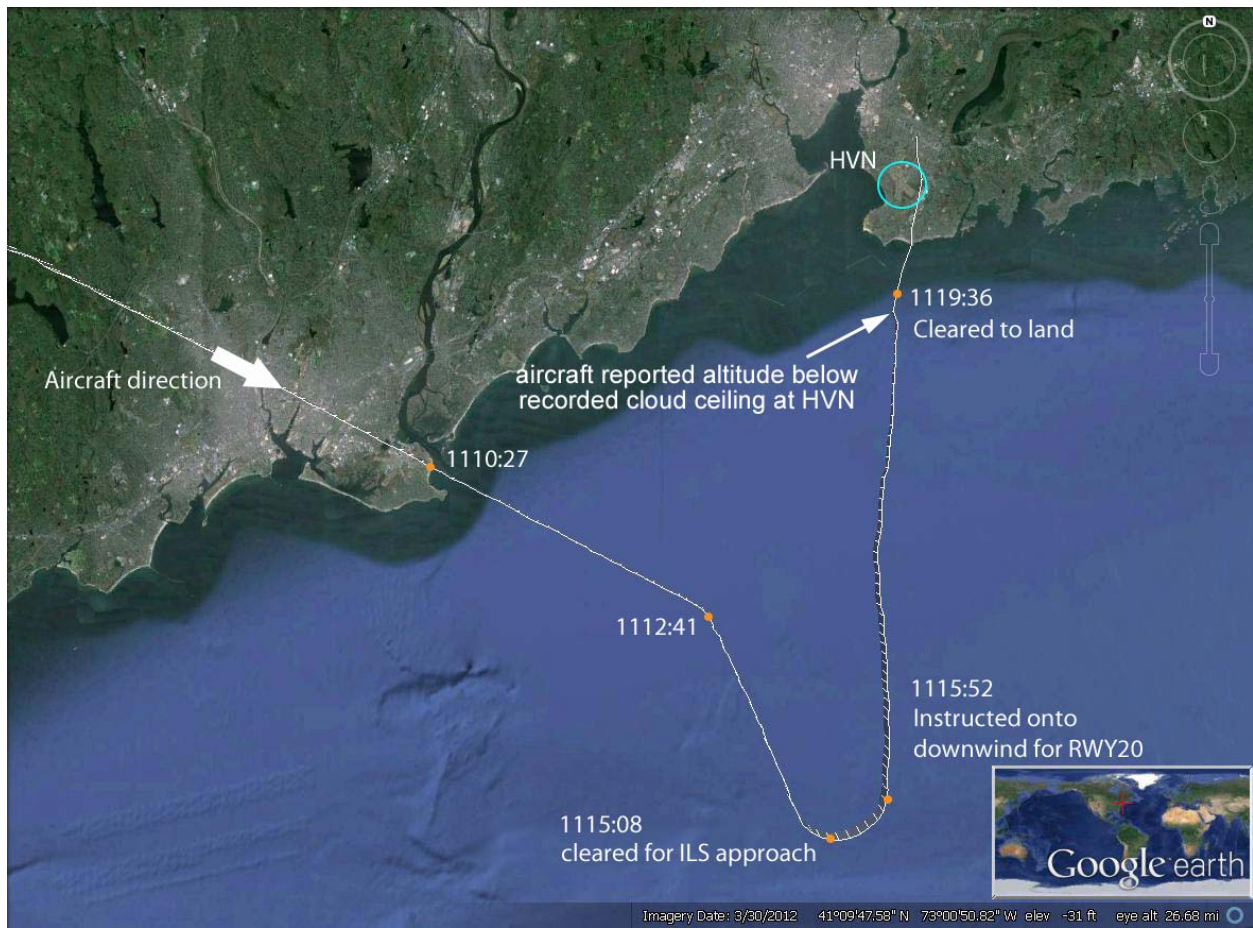 N
HVN
1119:36
Cleared to land
Aircraft direction
aircraft reported altitude below
recorded cloud ceiling at HVN
1110:27
1112:41
1115:52
Instructed onto
downwind for RWY20
1115:08
cleared for ILS approach
Google earth
Imagery Date: 3/30/2012 41°09'47.58" N 73°00'50.82" W elev -31 ft eye alt 26.68 mi